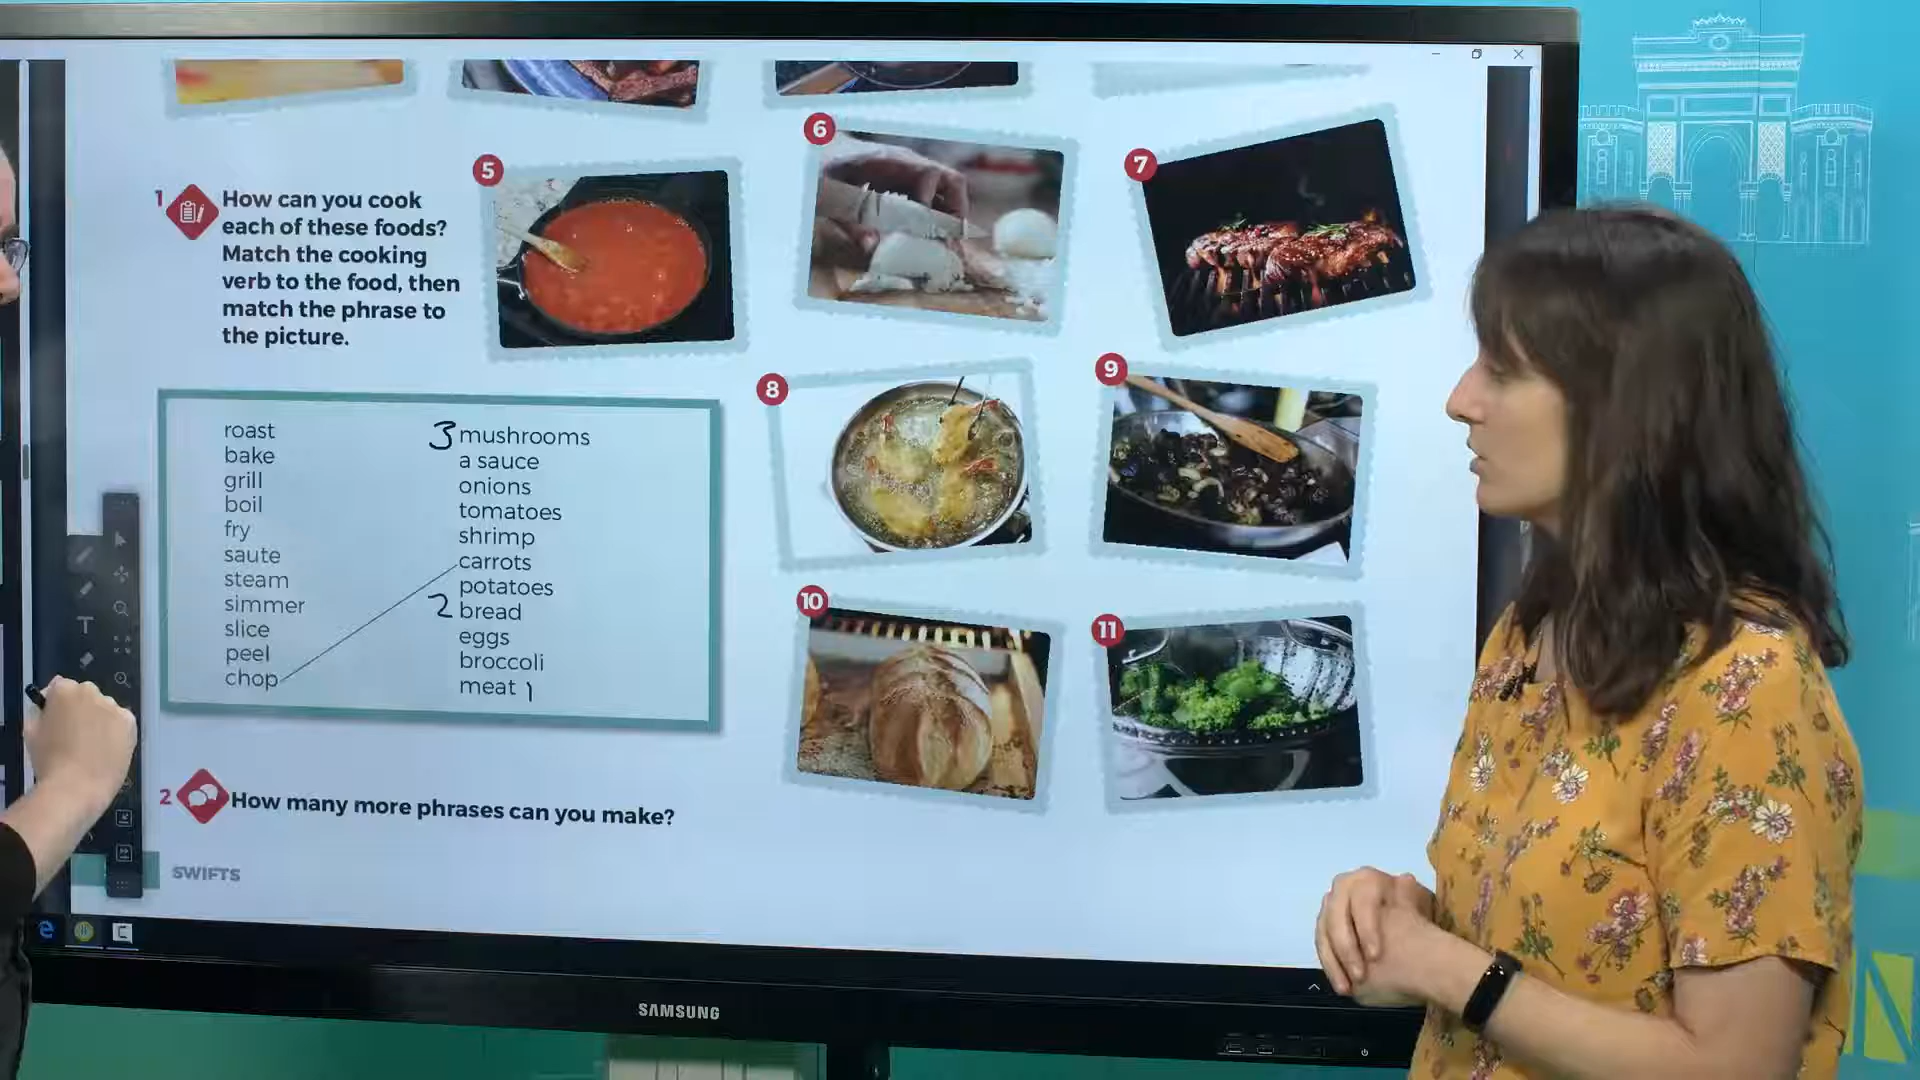 6
7
5
1
How can you cook
each of these foods?
Match the cooking
verb to the food, then
match the phrase to
the picture.
8
9
roast
bake
grill
boil
fry
saute
steam
simmer
slice
peel
chop
3 mushrooms
a sauce
onions
tomatoes
shrimp
carrots
potatoes
2 bread
eggs
broccoli
meat 1
10
11
2
How many more phrases can you make?
SWIFTS
T
SAMSUNG
N